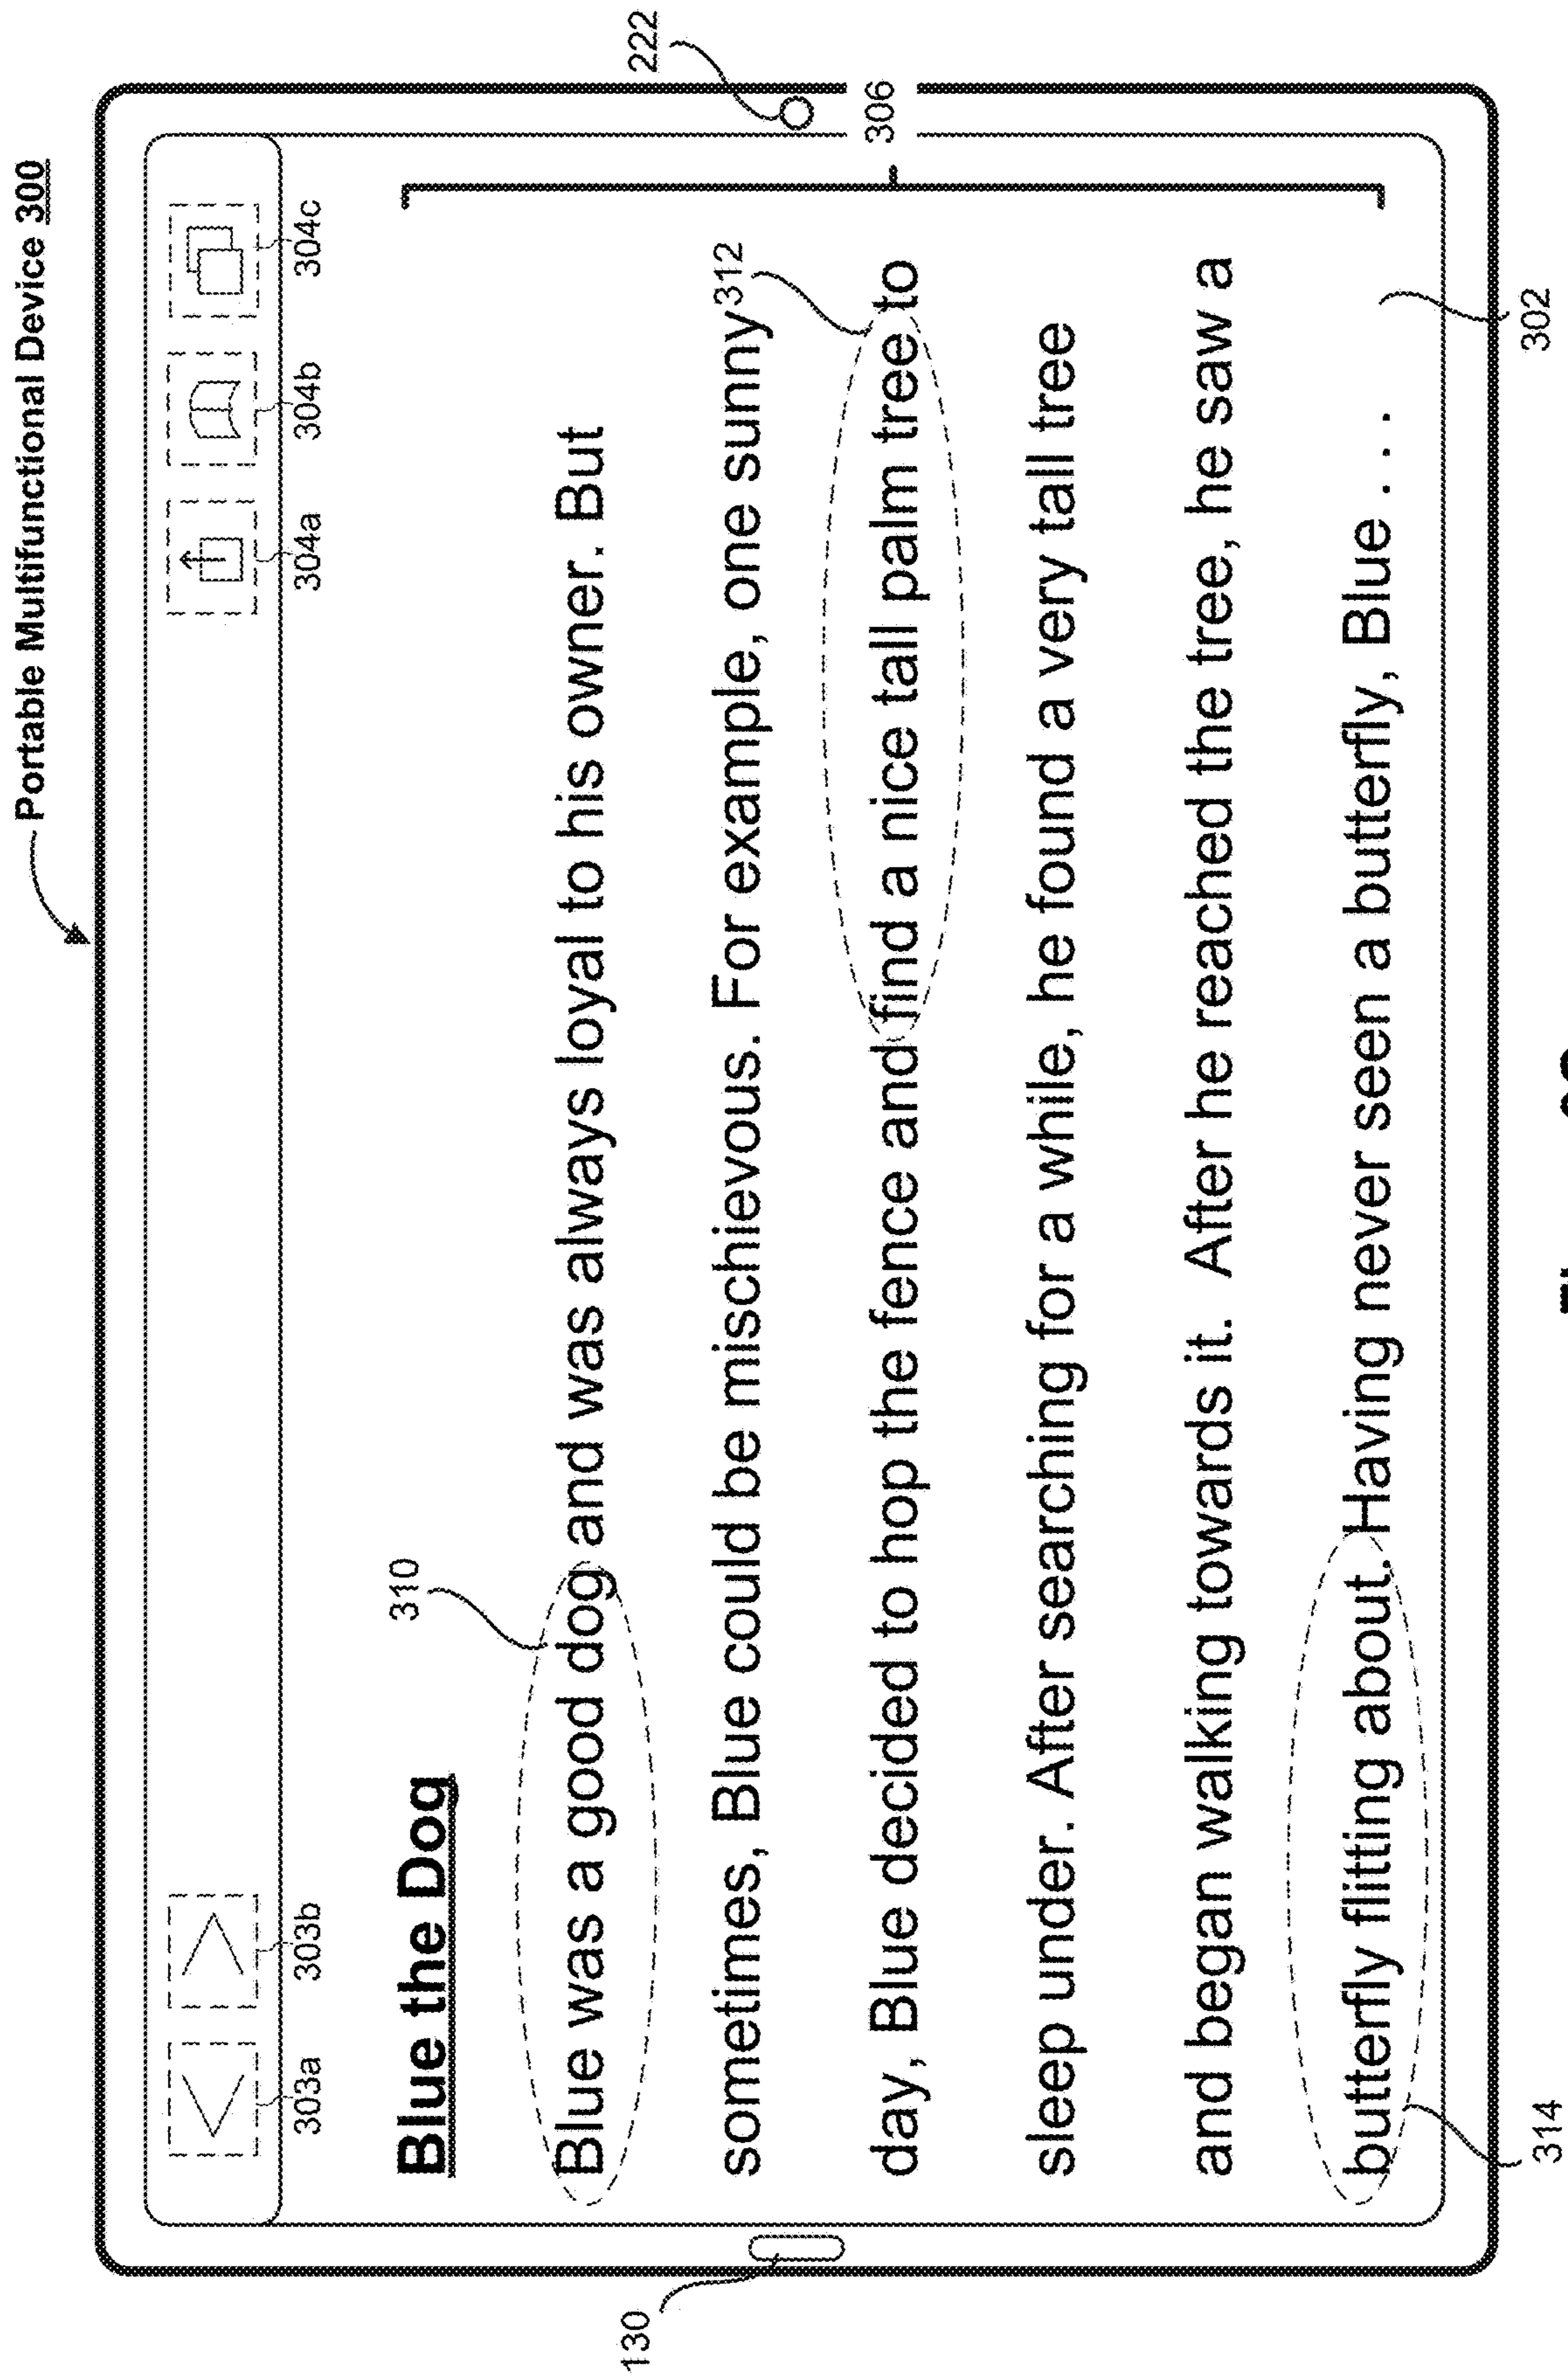 Portable Multifunctional Device 300
303a
303b
304a
304b
304c
222
306
Blue the Dog
310
Blue was a good dog and was always loyal to his owner. But
sometimes, Blue could be mischievous. For example, one sunny
312
day, Blue decided to hop the fence and find a nice tall palm tree to
sleep under. After searching for a while, he found a very tall tree
and began walking towards it. After he reached the tree, he saw a
butterfly flitting about. Having never seen a butterfly, Blue . . .
130
314
302